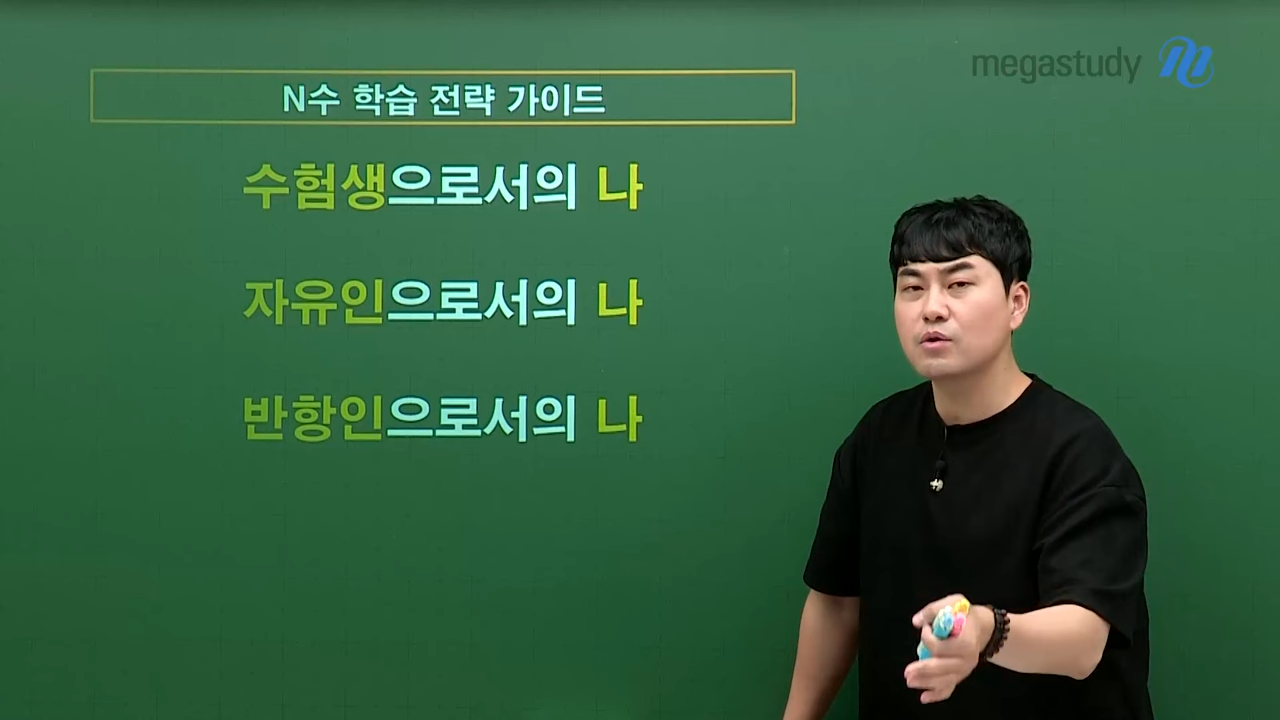 megastudy
N수 학습 전략 가이드
수험생으로서의 나
자유인으로서의 나
반항인으로서의 나